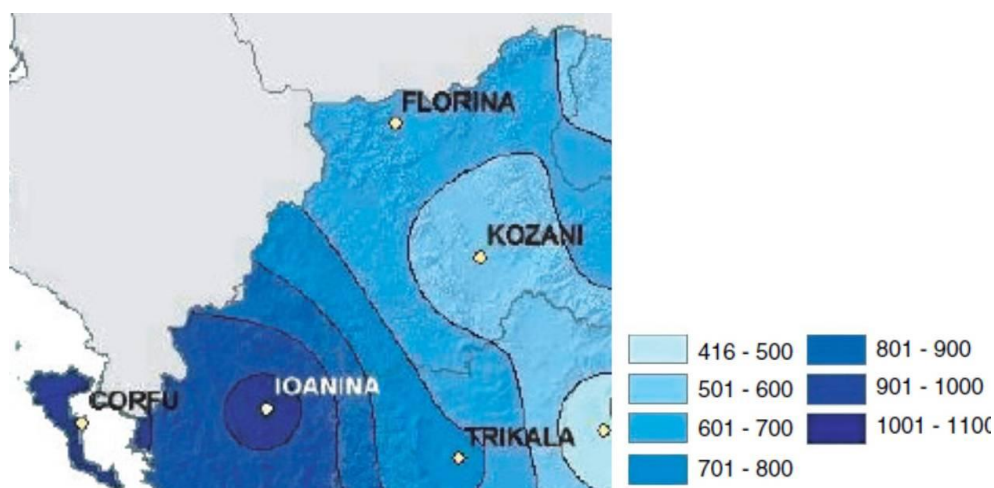 FLORINA
KOZANI
IOANINA
CORFU
TRIKALA
416 - 500
501 - 600
601 - 700
701 - 800
801 - 900
901 - 1000
1001 - 1100